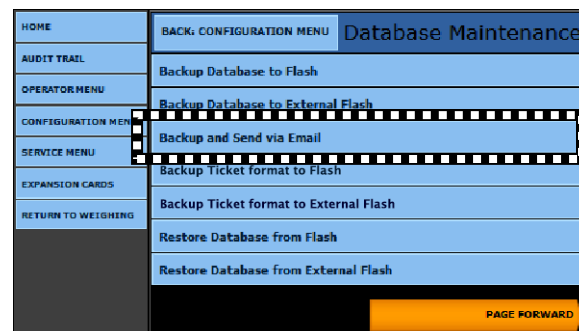 HOME
AUDIT TRAIL
OPERATOR MENU
CONFIGURATION MEN
SERVICE MENU
EXPANSION CARDS
RETURN TO WEIGHING
BACK: CONFIGURATION MENU
Database Maintenance
Backup Database to Flash
Backup Database to External Flash
Backup and Send via Email
Backup Ticket format to Flash
Backup Ticket format to External Flash
Restore Database from Flash
Restore Database from External Flash
PAGE FORWARD